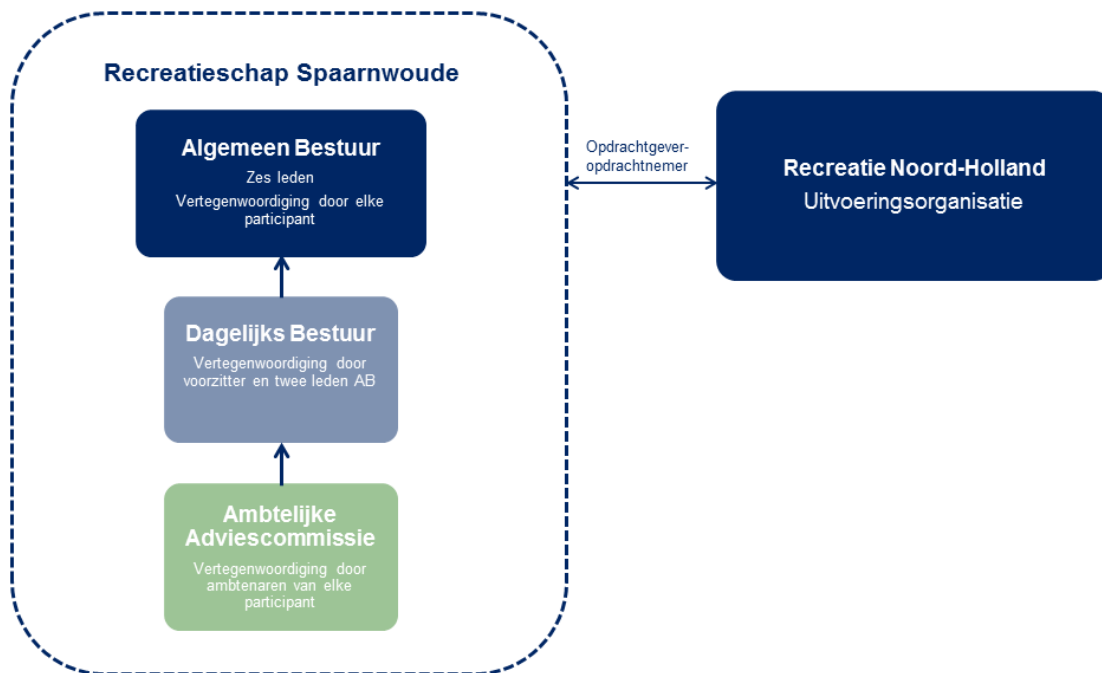 Recreatieschap Spaarnwoude
Algemeen Bestuur
Zes leden
Vertegenwoordiging door elke
participant
Dagelijks Bestuur
Vertegenwoordiging door
voorzitter en twee leden AB
Ambtelijke
Adviescommissie
Vertegenwoordiging door
ambtenaren van elke
participant
Opdrachtgever-
opdrachtnemer
Recreatie Noord-Holland
Uitvoeringsorganisatie